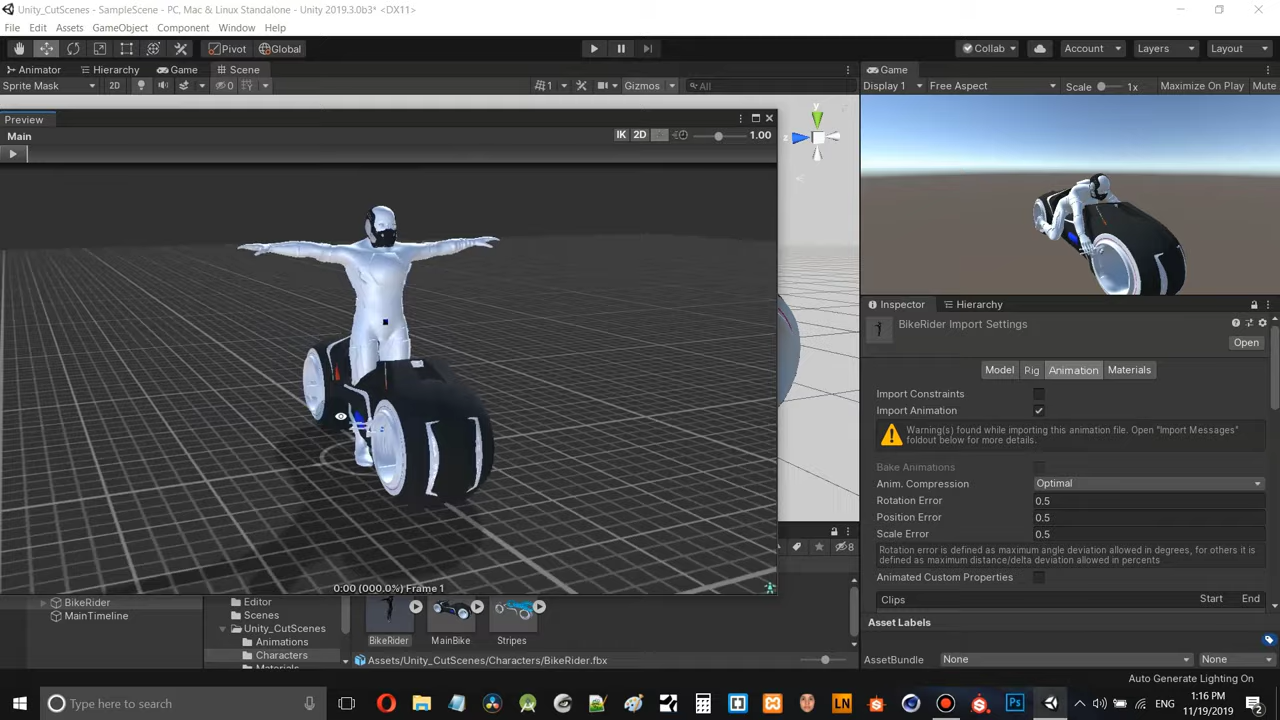 Unity_CutScenes - SampleScene - PC, Mac & Linux Standalone - Unity 2019.3.0b3* <DX11>
File Edit Assets GameObject Component Window Help
Pivot Global Collab Account Layers Layout
Animator Hierarchy Game Scene
Sprite Mask 2D 0 1 Gizmos All
Game
Display 1 Free Aspect Scale 1x Maximize On Play Mute
Preview
Main IK 2D 1.00
y
z
Inspector Hierarchy
BikeRider Import Settings
Open
Model Rig Animation Materials
Import Constraints
Import Animation
Warning(s) found while importing this animation file. Open "Import Messages"
foldout below for more details.
Bake Animations
Anim. Compression Optimal
Rotation Error 0.5
Position Error 0.5
Scale Error 0.5
Rotation error is defined as maximum angle deviation allowed in degrees, for others it is
defined as maximum distance/delta deviation allowed in percents
Animated Custom Properties
Clips Start End
Asset Labels
AssetBundle None None
Auto Generate Lighting On
8
0:00 (000.0%) Frame 1
BikeRider
MainTimeline
Editor
Scenes
Unity_CutScenes
Animations
Characters
Materials
BikeRider MainBike Stripes
Assets/Unity_CutScenes/Characters/BikeRider.fbx
Type here to search
LN
Ps
ENG
1:16 PM
11/19/2019
2